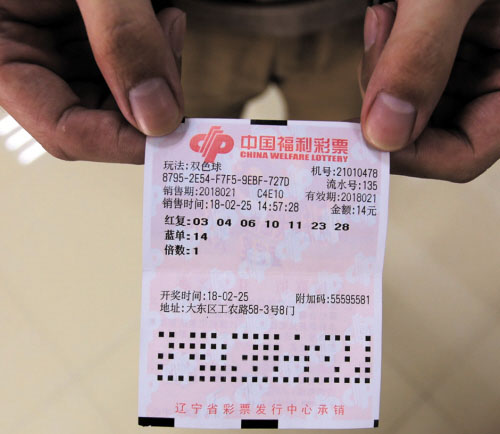 中国福利彩票
CHINA WELFARE LOTTERY
玩法:双色球 机号:21010478
8795-2E54-F7F5-9EBF-727D 流水号:135
销售期:2018021 C4E10 有效期:2018021
销售时间:18-02-25 14:57:28 金额:14元
红复:03 04 06 10 11 23 28
蓝单:14
倍数:1
开奖时间:18-02-25 附加码:55595581
地址:大东区工农路58-3号8门
辽宁省彩票发行中心承销